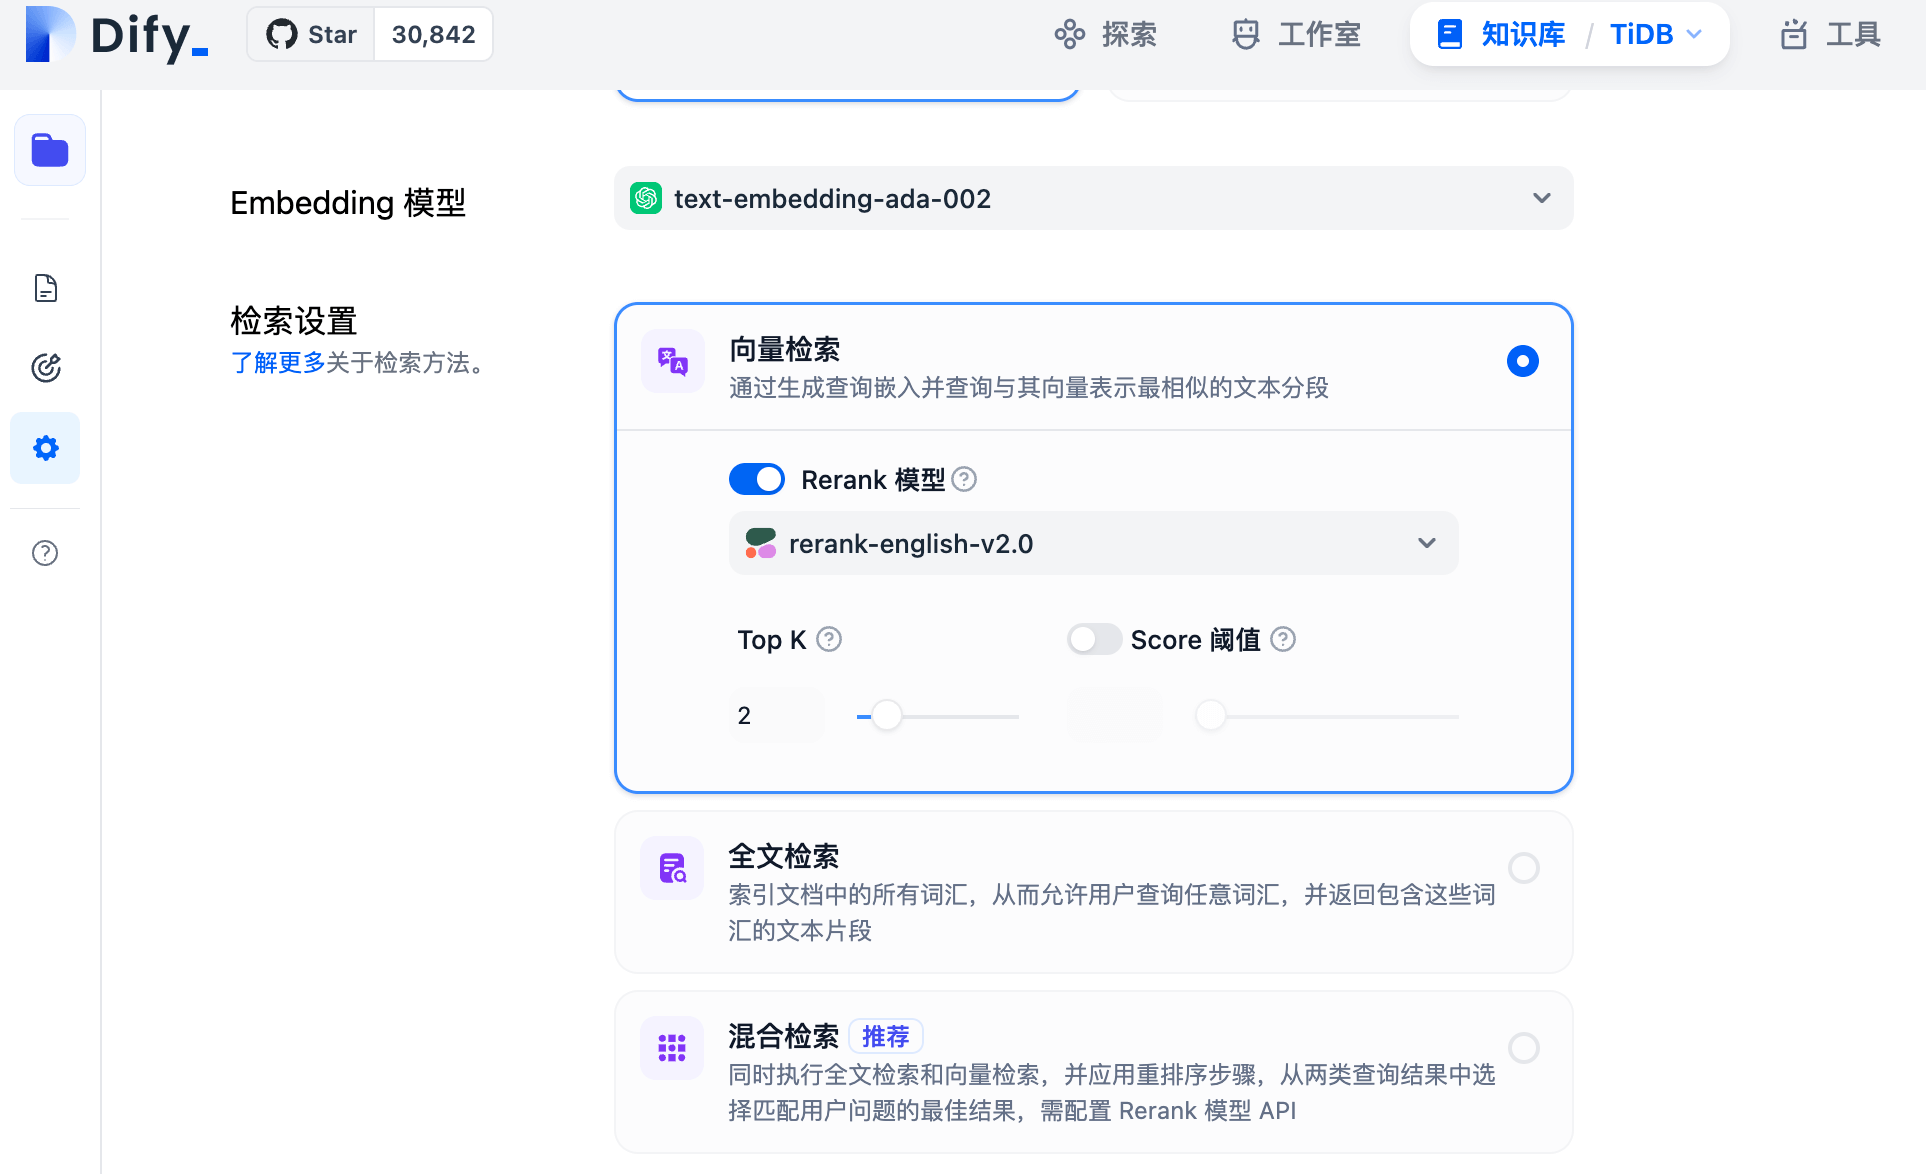 Dify_
Star 30,842
探索
工作室
知识库 / TiDB
工具
Embedding 模型
text-embedding-ada-002
检索设置
了解更多关于检索方法。
向量检索
通过生成查询嵌入并查询与其向量表示最相似的文本分段
Rerank 模型
rerank-english-v2.0
Top K
Score 阈值
2
全文检索
索引文档中的所有词汇，从而允许用户查询任意词汇，并返回包含这些词
汇的文本片段
混合检索 推荐
同时执行全文检索和向量检索，并应用重排序步骤，从两类查询结果中选
择匹配用户问题的最佳结果，需配置 Rerank 模型 API